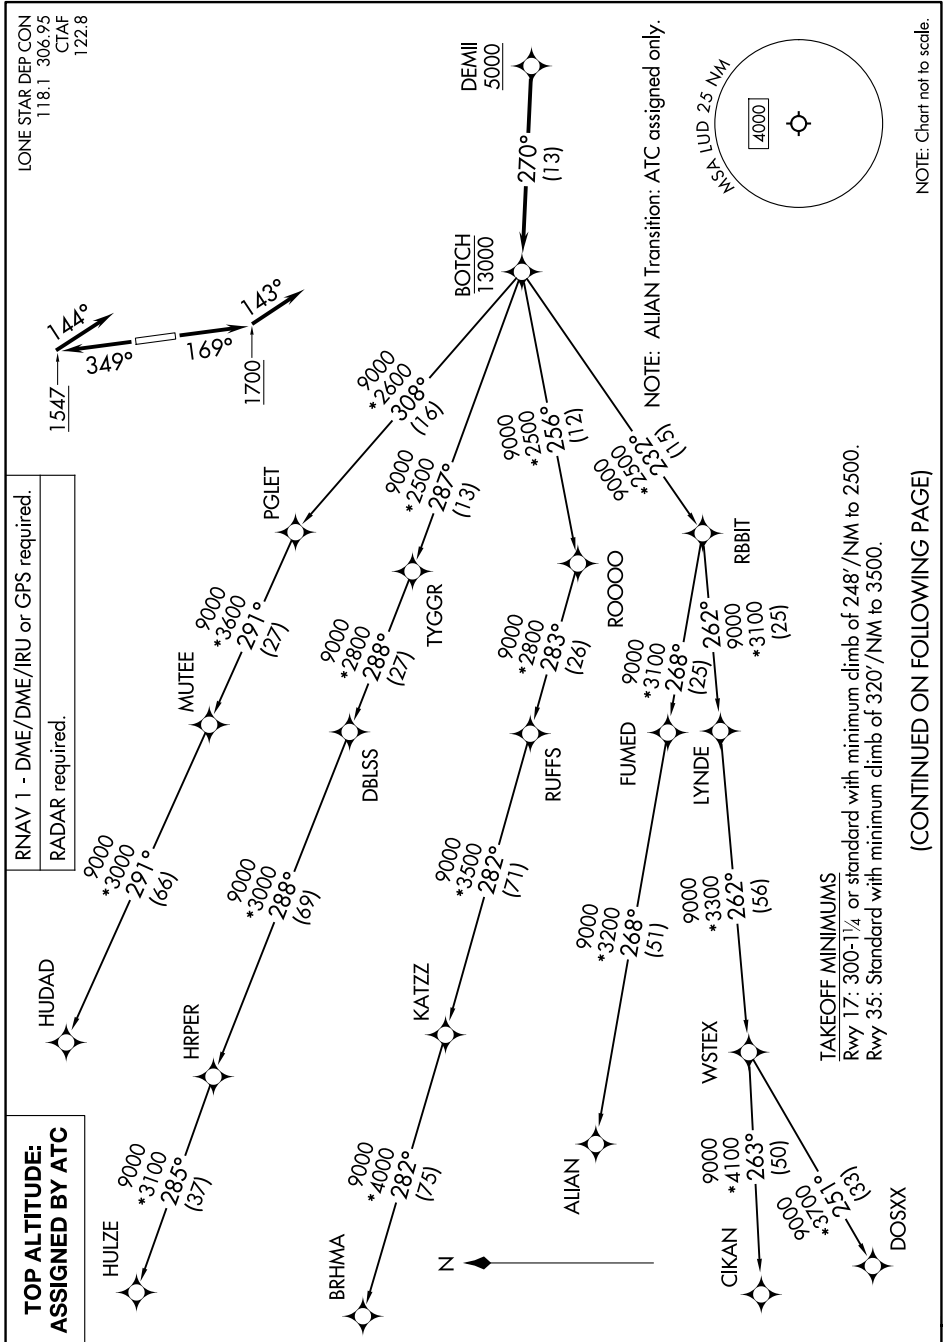 TOP ALTITUDE:
ASSIGNED BY ATC
RNAV 1 - DME/DME/IRU or GPS required.
RADAR required.
LONE STAR DEP CON
118.1 306.95
CTAF
122.8
1547
144°
349°
169°
1700
143°
HUDAD
9000
*3000
291°
(66)
MUTEE
9000
*3600
291°
(27)
PGLET
9000
*2600
308°
(16)
HULZE
9000
*3100
285°
(37)
HRPER
9000
*3000
288°
(69)
DBLSS
9000
*2800
288°
(27)
TYGGR
9000
*2500
287°
(13)
BOTCH
13000
270°
(13)
DEMII
5000
BRHMA
9000
*4000
282°
(75)
KATZZ
9000
*3500
282°
(71)
RUFFS
9000
*2800
283°
(26)
ROOOO
9000
*2500
256°
(12)
N
ALIAN
9000
*3200
268°
(51)
FUMED
9000
*3100
268°
(25)
RBBIT
9000
*2500
232°
(15)
CIKAN
9000
*4100
263°
(50)
WSTEX
9000
*3300
262°
(56)
LYNDE
262°
9000
*3100
(25)
DOSXX
9000
*3700
251°
(33)
NOTE: ALIAN Transition: ATC assigned only.
MSA LUD 25 NM
4000
TAKEOFF MINIMUMS
Rwy 17: 300-1¼ or standard with minimum climb of 248'/NM to 2500.
Rwy 35: Standard with minimum climb of 320'/NM to 3500.
(CONTINUED ON FOLLOWING PAGE)
NOTE: Chart not to scale.